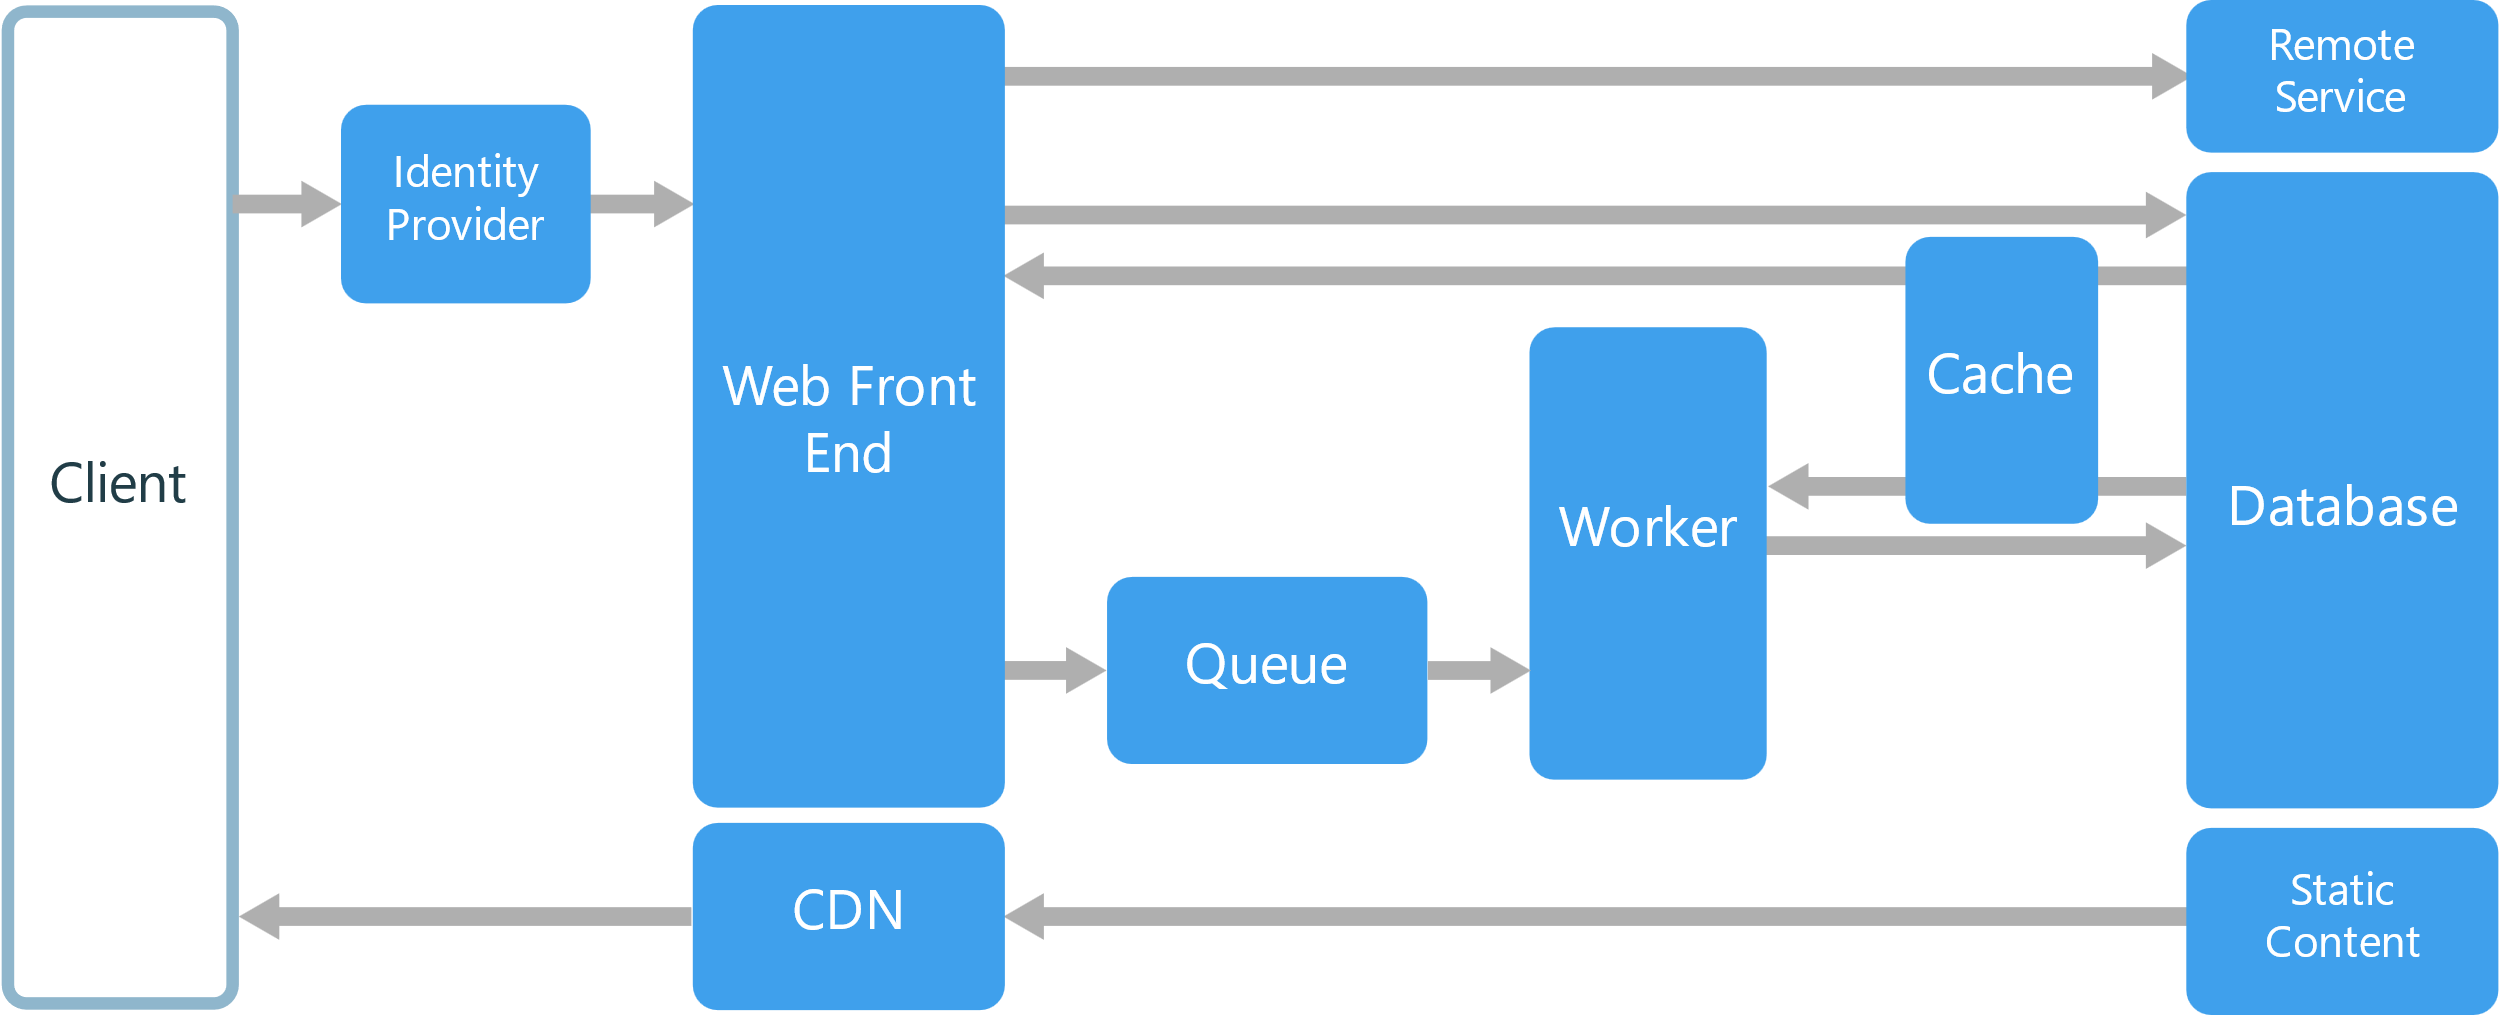 Client
Identity
Provider
Web Front
End
Remote
Service
Cache
Worker
Database
Queue
CDN
Static
Content